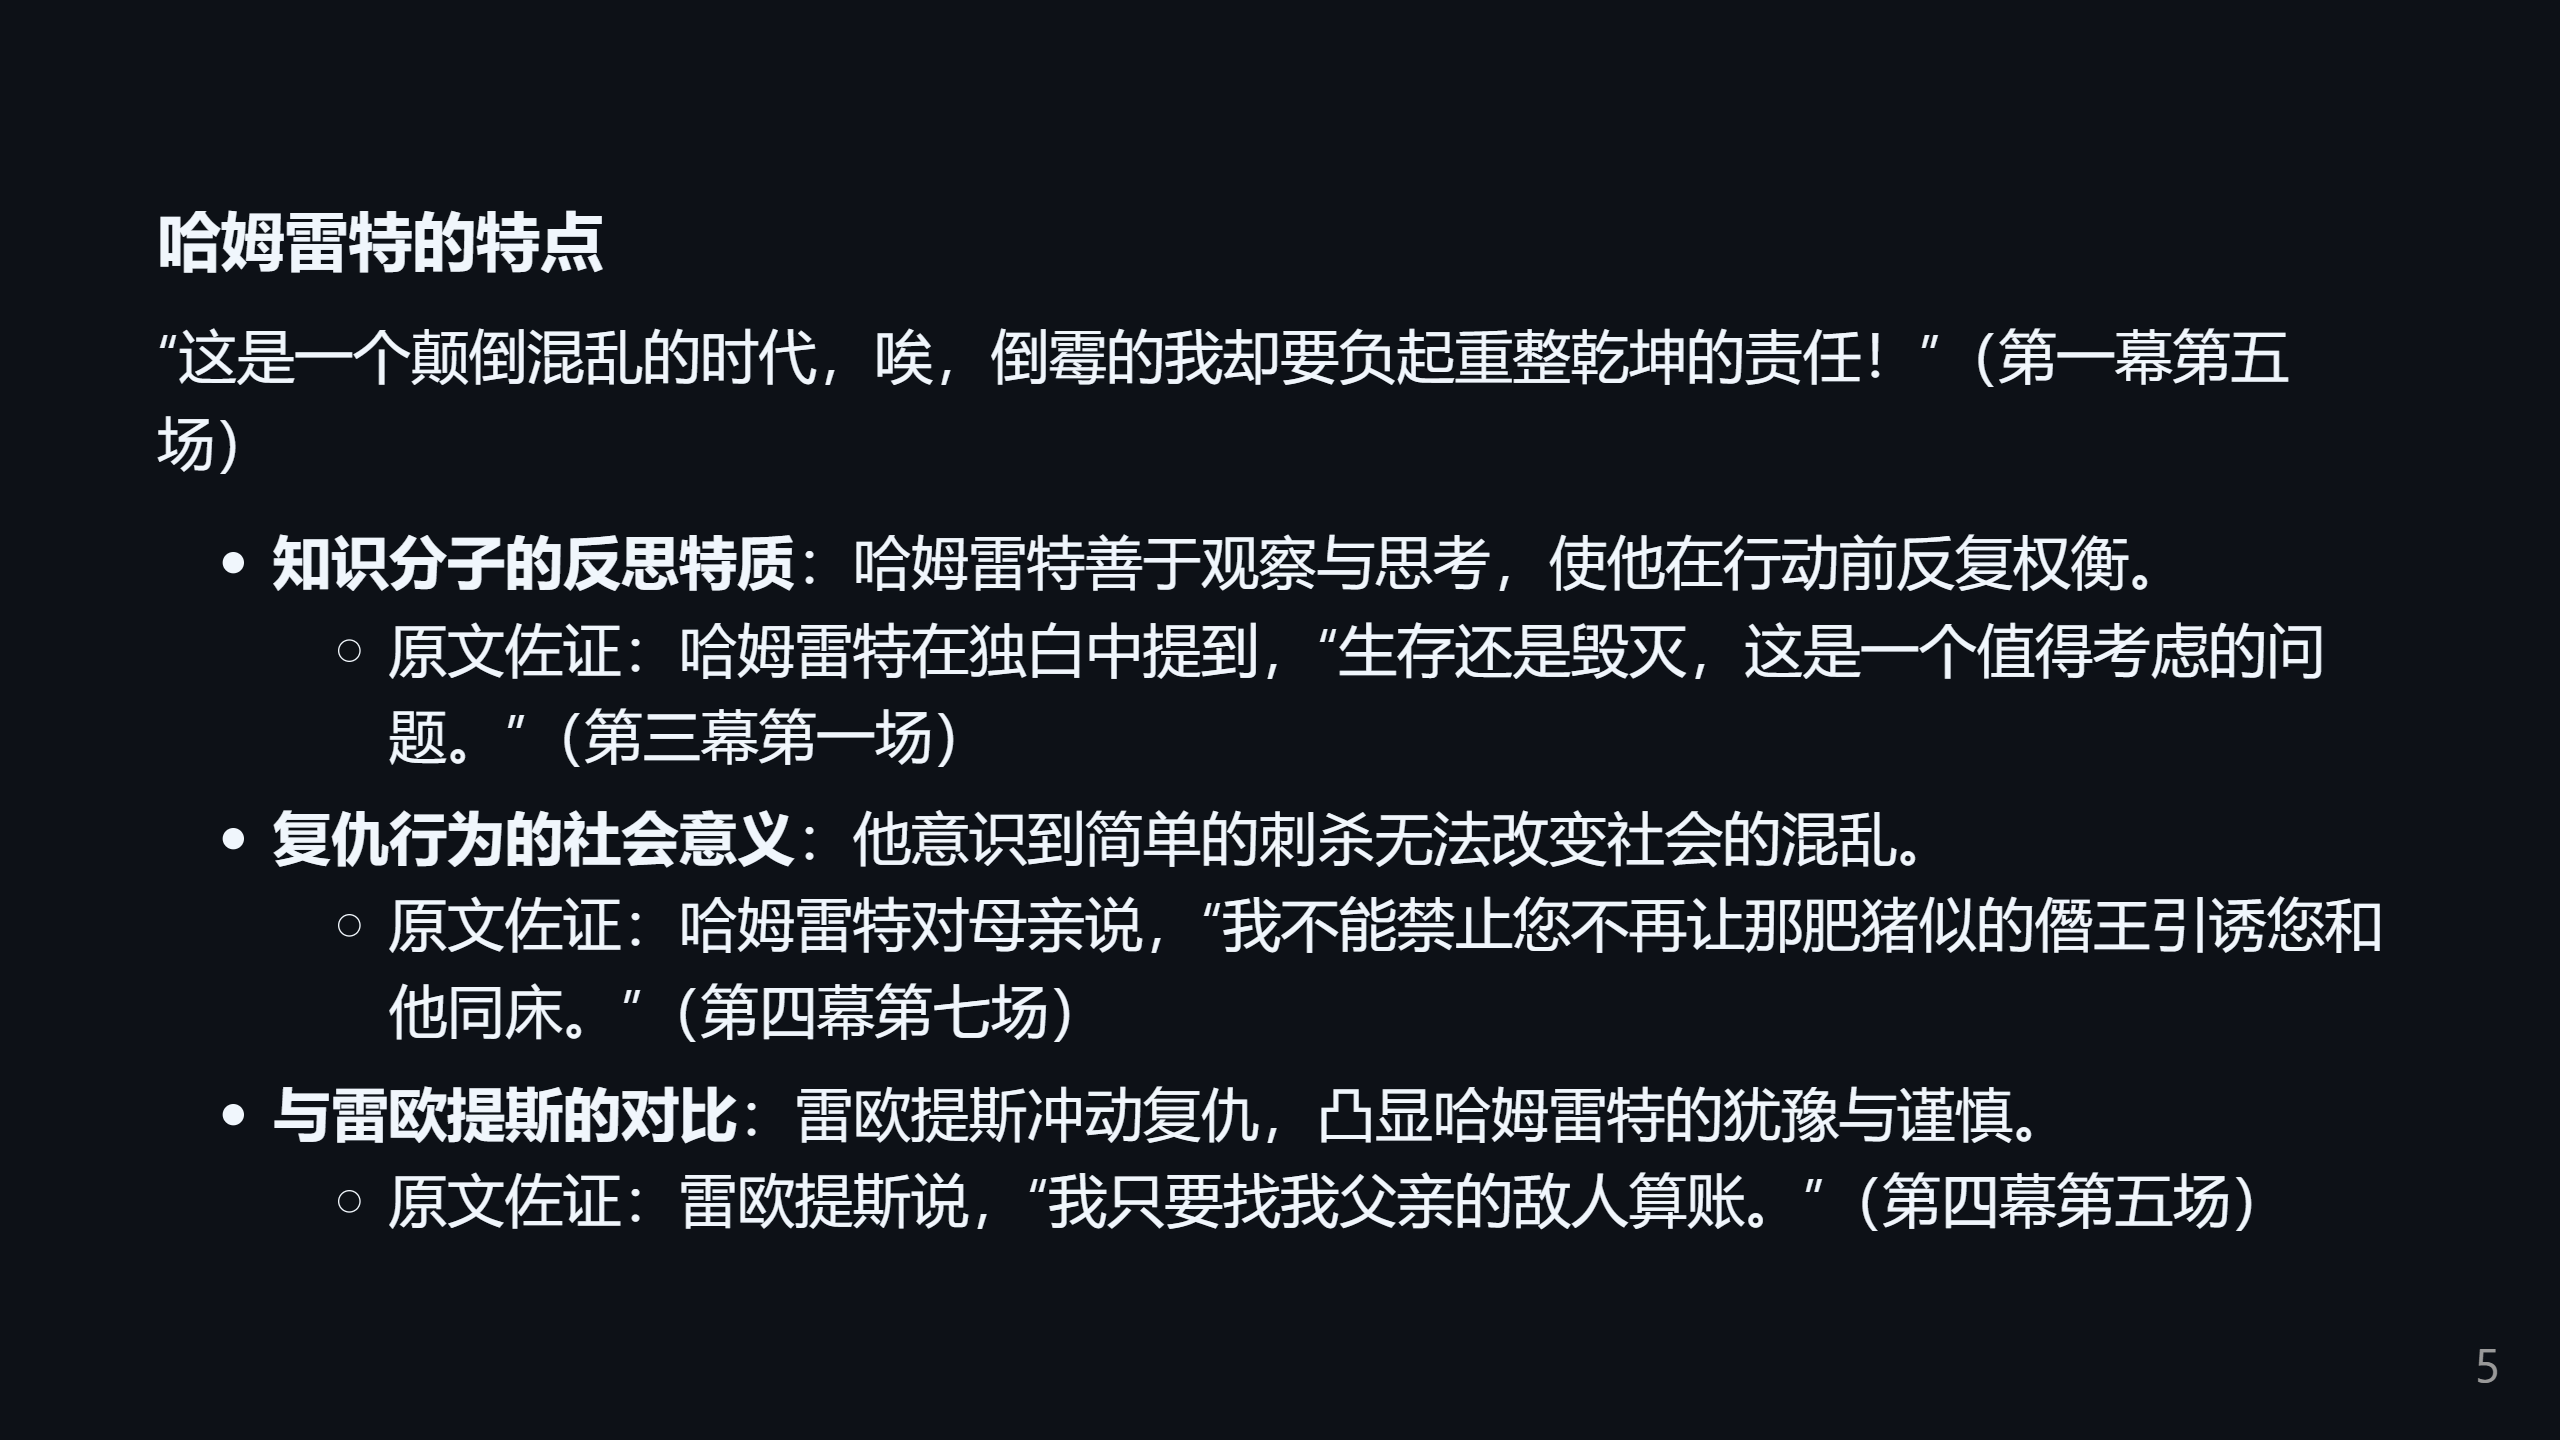 哈姆雷特的特点
“这是一个颠倒混乱的时代，唉，倒霉的我却要负起重整乾坤的责任！”（第一幕第五
场）
• 知识分子的反思特质：哈姆雷特善于观察与思考，使他在行动前反复权衡。
○ 原文佐证：哈姆雷特在独白中提到，“生存还是毁灭，这是一个值得考虑的问
题。”（第三幕第一场）
• 复仇行为的社会意义：他意识到简单的刺杀无法改变社会的混乱。
○ 原文佐证：哈姆雷特对母亲说，“我不能禁止您不再让那肥猪似的僭王引诱您和
他同床。”（第四幕第七场）
• 与雷欧提斯的对比：雷欧提斯冲动复仇，凸显哈姆雷特的犹豫与谨慎。
○ 原文佐证：雷欧提斯说，“我只要找我父亲的敌人算账。”（第四幕第五场）
5